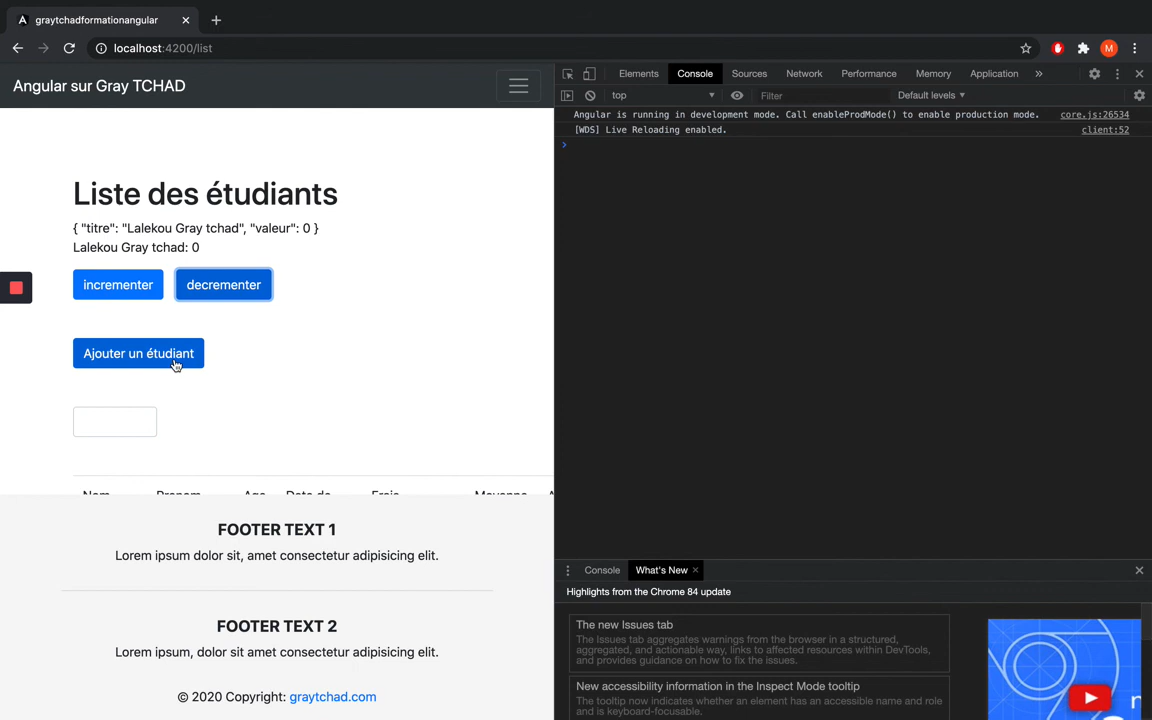 graytchadformationangular
localhost:4200/list
M
Angular sur Gray TCHAD
Elements Console Sources Network Performance Memory Application
top Filter Default levels
Angular is running in development mode. Call enableProdMode() to enable production mode. core.js:26534
[WDS] Live Reloading enabled. client:52
Liste des étudiants
{ "titre": "Lalekou Gray tchad", "valeur": 0 }
Lalekou Gray tchad: 0
incrementer decrementer
Ajouter un étudiant
Nom Prenom Age Date de Frais Moyenne A
FOOTER TEXT 1
Lorem ipsum dolor sit, amet consectetur adipisicing elit.
FOOTER TEXT 2
Lorem ipsum, dolor sit amet consectetur adipisicing elit.
© 2020 Copyright: graytchad.com
Console What's New
Highlights from the Chrome 84 update
The new Issues tab
The Issues tab aggregates warnings from the browser in a structured,
aggregated, and actionable way, links to affected resources within DevTools,
and provides guidance on how to fix the issues.
New accessibility information in the Inspect Mode tooltip
The tooltip now indicates whether an element has an accessible name and role
and is keyboard-focusable.